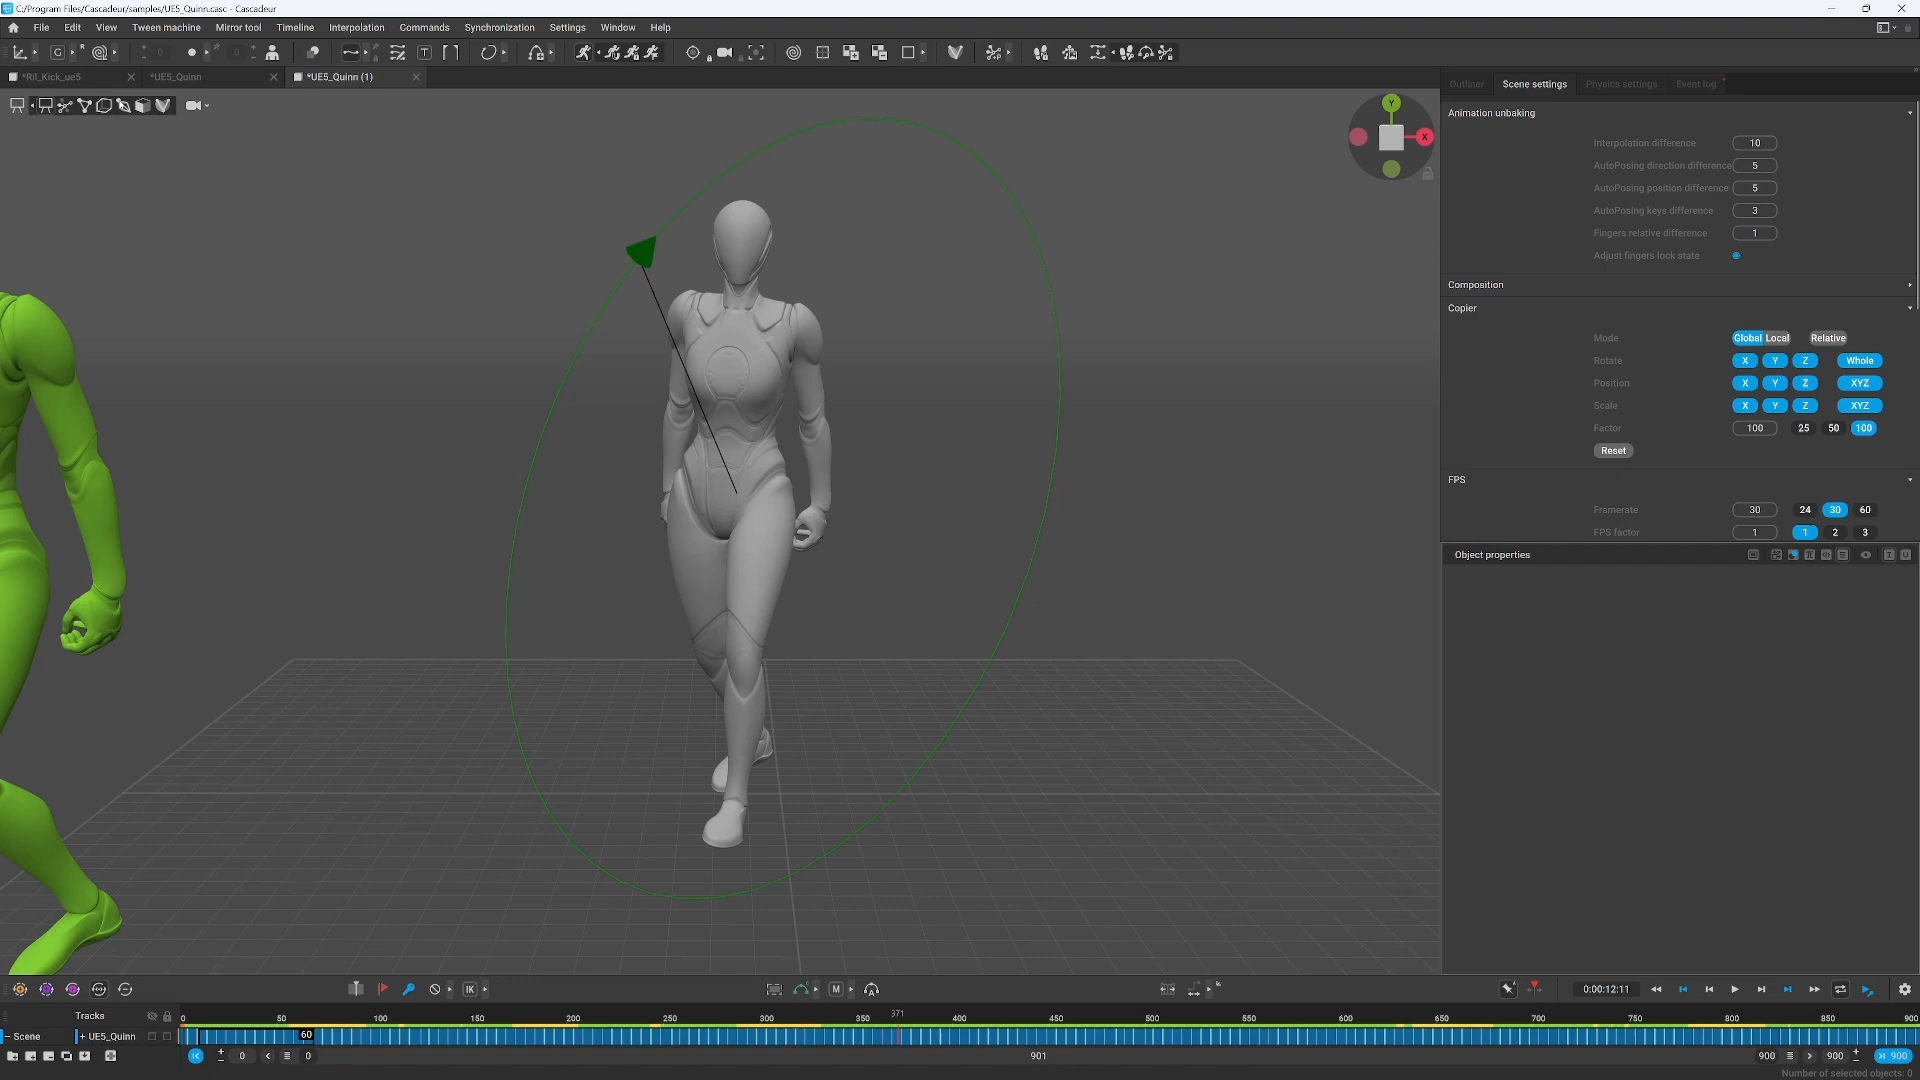 C:/Program Files/Cascadeur/samples/UE5_Quinn.casc - Cascadeur
File Edit View Tween machine Mirror tool Timeline Interpolation Commands Synchronization Settings Window Help
G R 0 0 T
*Ril_Kick_ue5 *UE5_Quinn *UE5_Quinn (1)
Outliner Scene settings Physics settings Event log
Y
X
Animation unbaking
Interpolation difference 10
AutoPosing direction difference 5
AutoPosing position difference 5
AutoPosing keys difference 3
Fingers relative difference 1
Adjust fingers lock state
Composition
Copier
Mode Global Local Relative
Rotate X Y Z Whole
Position X Y Z XYZ
Scale X Y Z XYZ
Factor 100 25 50 100
Reset
FPS
Framerate 30 24 30 60
FPS factor 1 1 2 3
Object properties
IK M A 0:00:12:11
Tracks 0 50 100 150 200 250 300 350 371 400 450 500 550 600 650 700 750 800 850 900
Scene + UE5_Quinn 60
0 0 901 900 900 900
Number of selected objects: 0